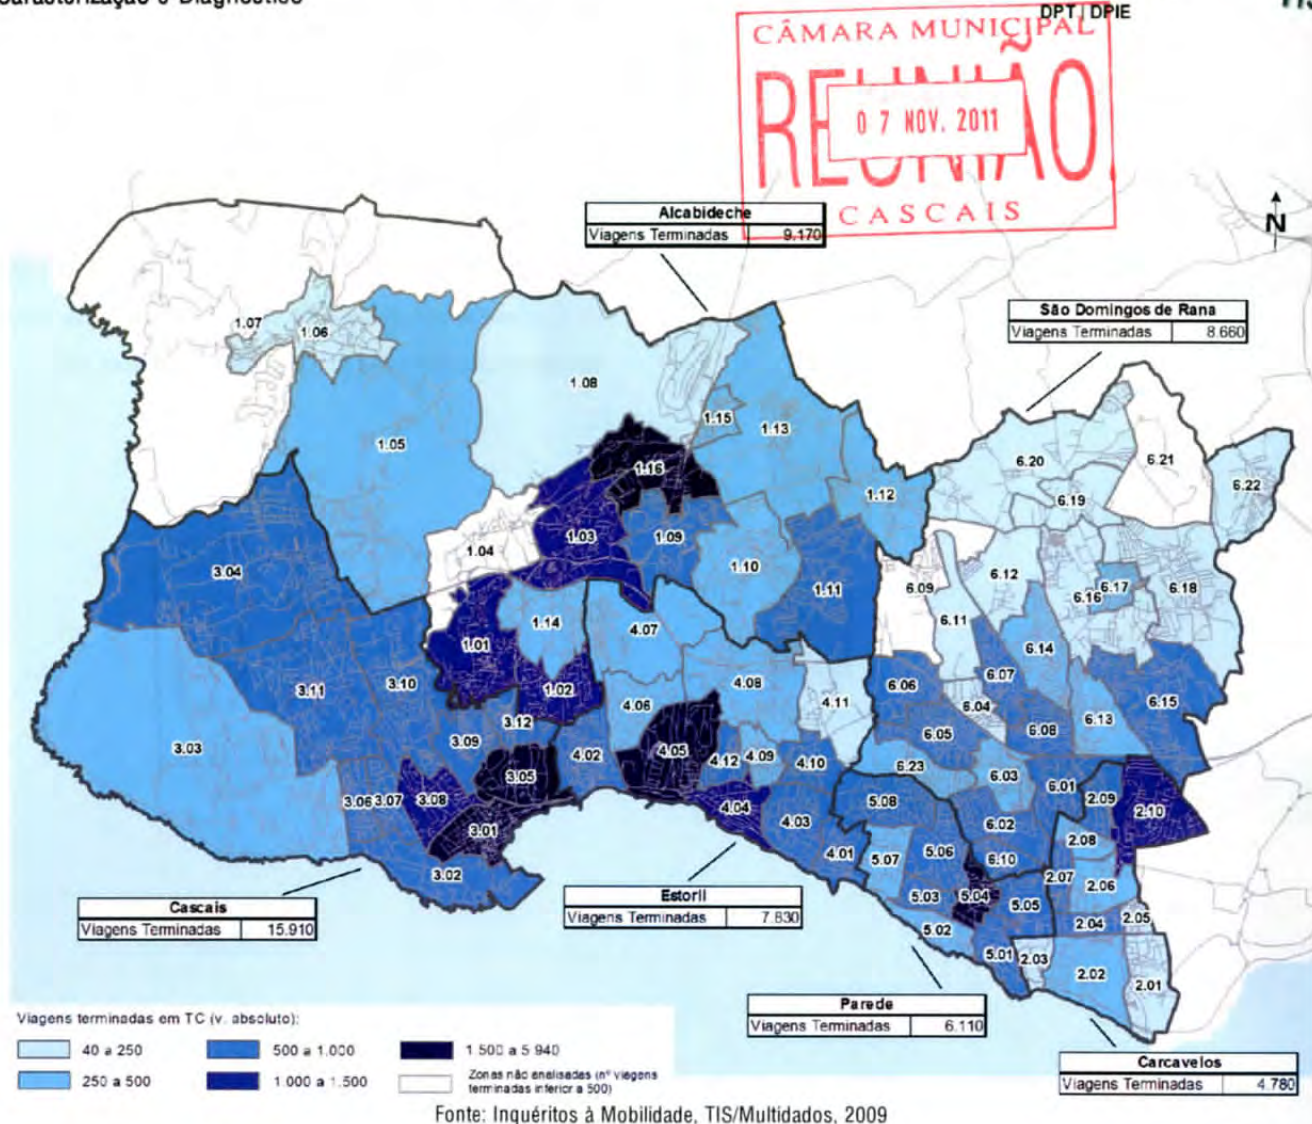 Caracterização e Diagnóstico
DPT | DPIE
CÂMARA MUNICIPAL
REUNIÃO
0 7 NOV. 2011
CASCAIS
N
Alcabideche
Viagens Terminadas 9.170
São Domingos de Rana
Viagens Terminadas 8.660
1.07
1.06
1.08
1.15
1.13
1.05
1.16
1.12
6.20
6.21
6.19
6.22
1.04
1.03
1.09
1.10
1.11
3.04
6.09
6.12
6.16
6.17
6.18
6.11
1.01
1.14
4.07
6.14
3.11
3.10
1.02
4.08
4.06
4.11
6.06
6.07
6.04
6.15
3.03
3.09
3.12
4.02
4.05
4.12
4.09
4.10
6.05
6.08
6.13
3.05
6.23
6.03
6.01
3.06
3.07
3.08
4.04
4.03
5.08
2.09
2.10
3.01
6.02
2.08
3.02
4.01
5.07
5.06
6.10
2.07
2.06
5.03
5.04
5.05
5.02
2.04
2.05
5.01
2.03
2.02
2.01
Cascais
Viagens Terminadas 15.910
Estoril
Viagens Terminadas 7.830
Parede
Viagens Terminadas 6.110
Carcavelos
Viagens Terminadas 4.780
Viagens terminadas em TC (v. absoluto):
40 a 250
500 a 1.000
1 500 a 5 940
250 a 500
1.000 a 1.500
Zonas não analisadas (nº viagens
terminadas inferior a 500)
Fonte: Inquéritos à Mobilidade, TIS/Multidados, 2009